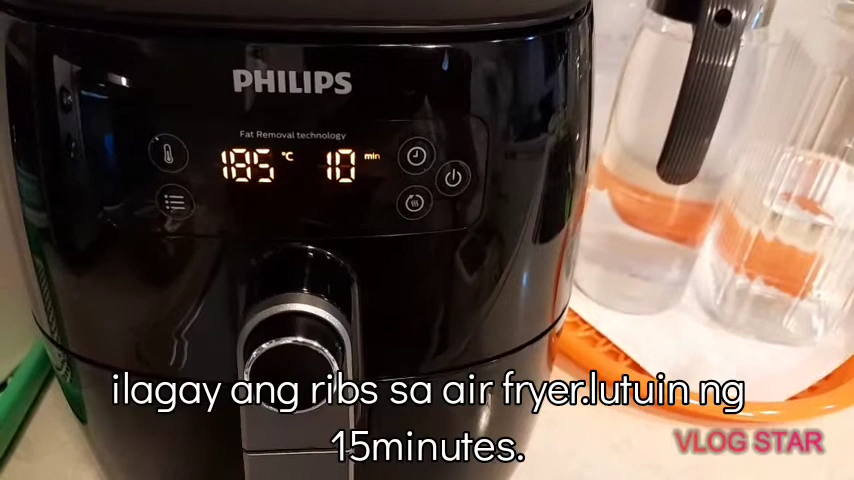 PHILIPS
Fat Removal technology
185 °C 10 min
ilagay ang ribs sa air fryer.lutuin ng
15minutes.
VLOG STAR